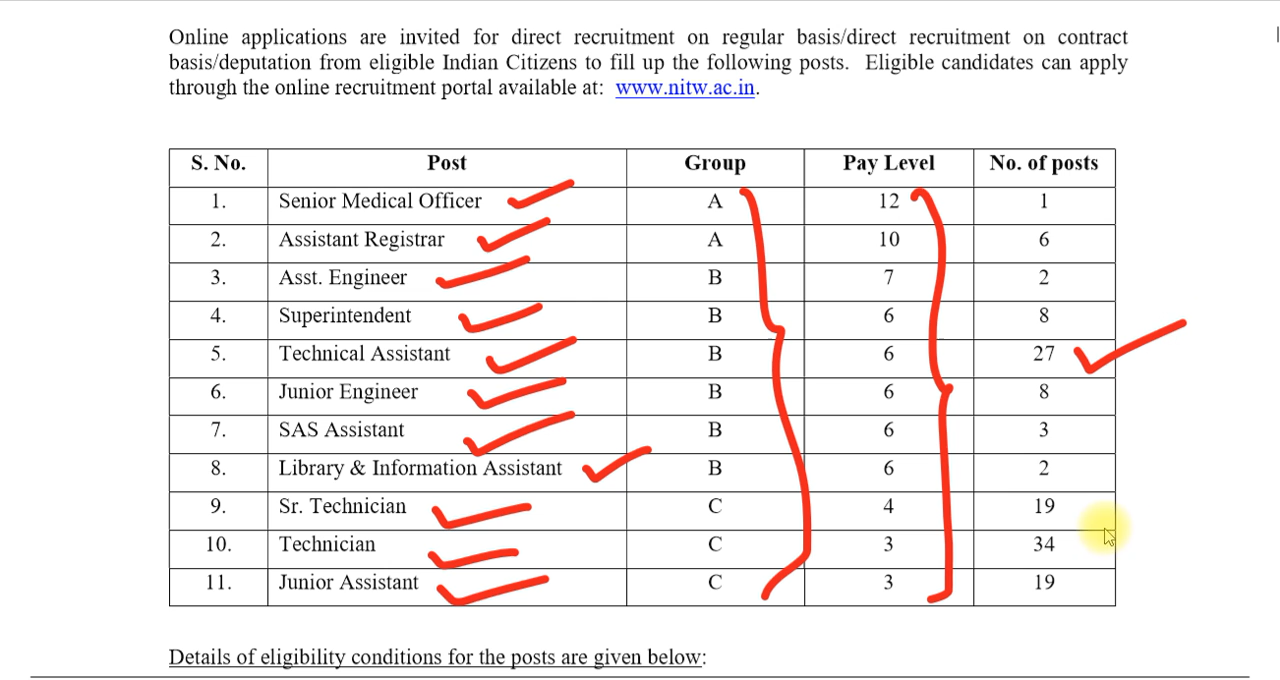 Online applications are invited for direct recruitment on regular basis/direct recruitment on contract
basis/deputation from eligible Indian Citizens to fill up the following posts. Eligible candidates can apply
through the online recruitment portal available at: www.nitw.ac.in.
S. No. Post Group Pay Level No. of posts
1. Senior Medical Officer A 12 1
2. Assistant Registrar A 10 6
3. Asst. Engineer B 7 2
4. Superintendent B 6 8
5. Technical Assistant B 6 27
6. Junior Engineer B 6 8
7. SAS Assistant B 6 3
8. Library & Information Assistant B 6 2
9. Sr. Technician C 4 19
10. Technician C 3 34
11. Junior Assistant C 3 19
Details of eligibility conditions for the posts are given below: